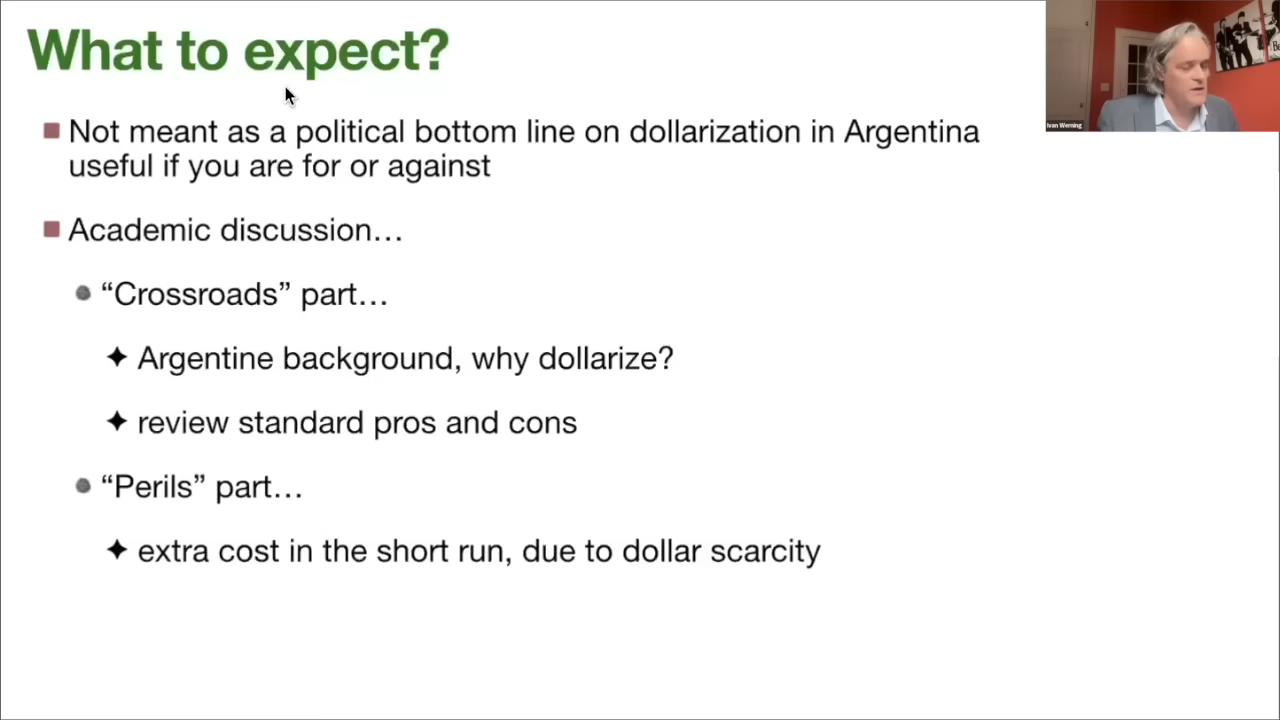 What to expect?
Not meant as a political bottom line on dollarization in Argentina
useful if you are for or against
Academic discussion…
“Crossroads” part…
Argentine background, why dollarize?
review standard pros and cons
“Perils” part…
extra cost in the short run, due to dollar scarcity
Ivan Werning